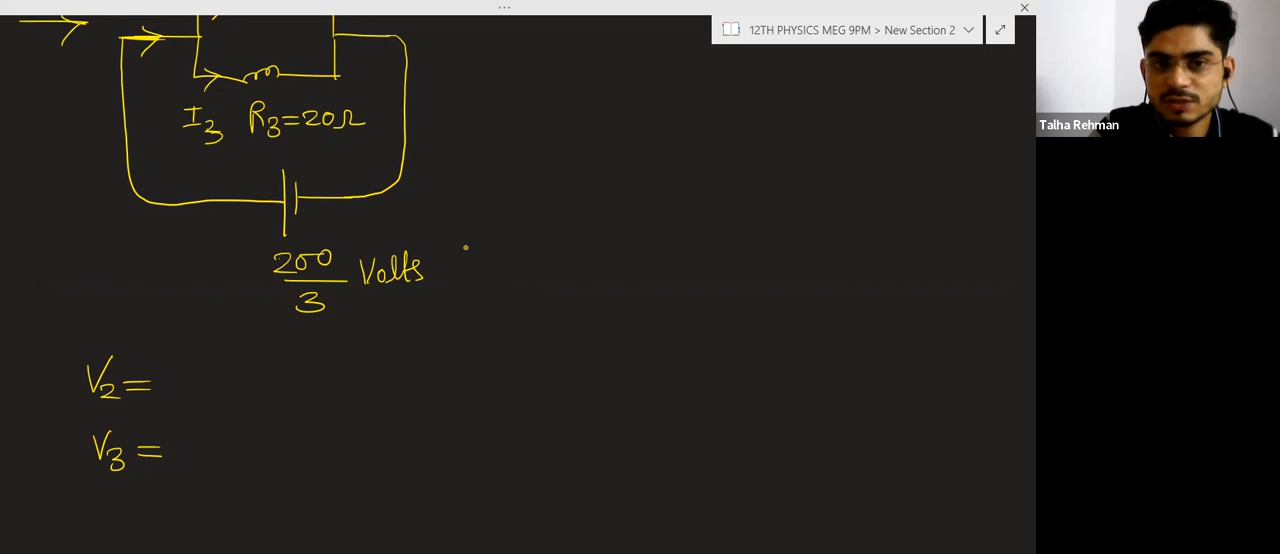 12TH PHYSICS MEG 9PM > New Section 2
Talha Rehman
I₃ R₃=20Ω
200
3
Volts
V₂=
V₃=